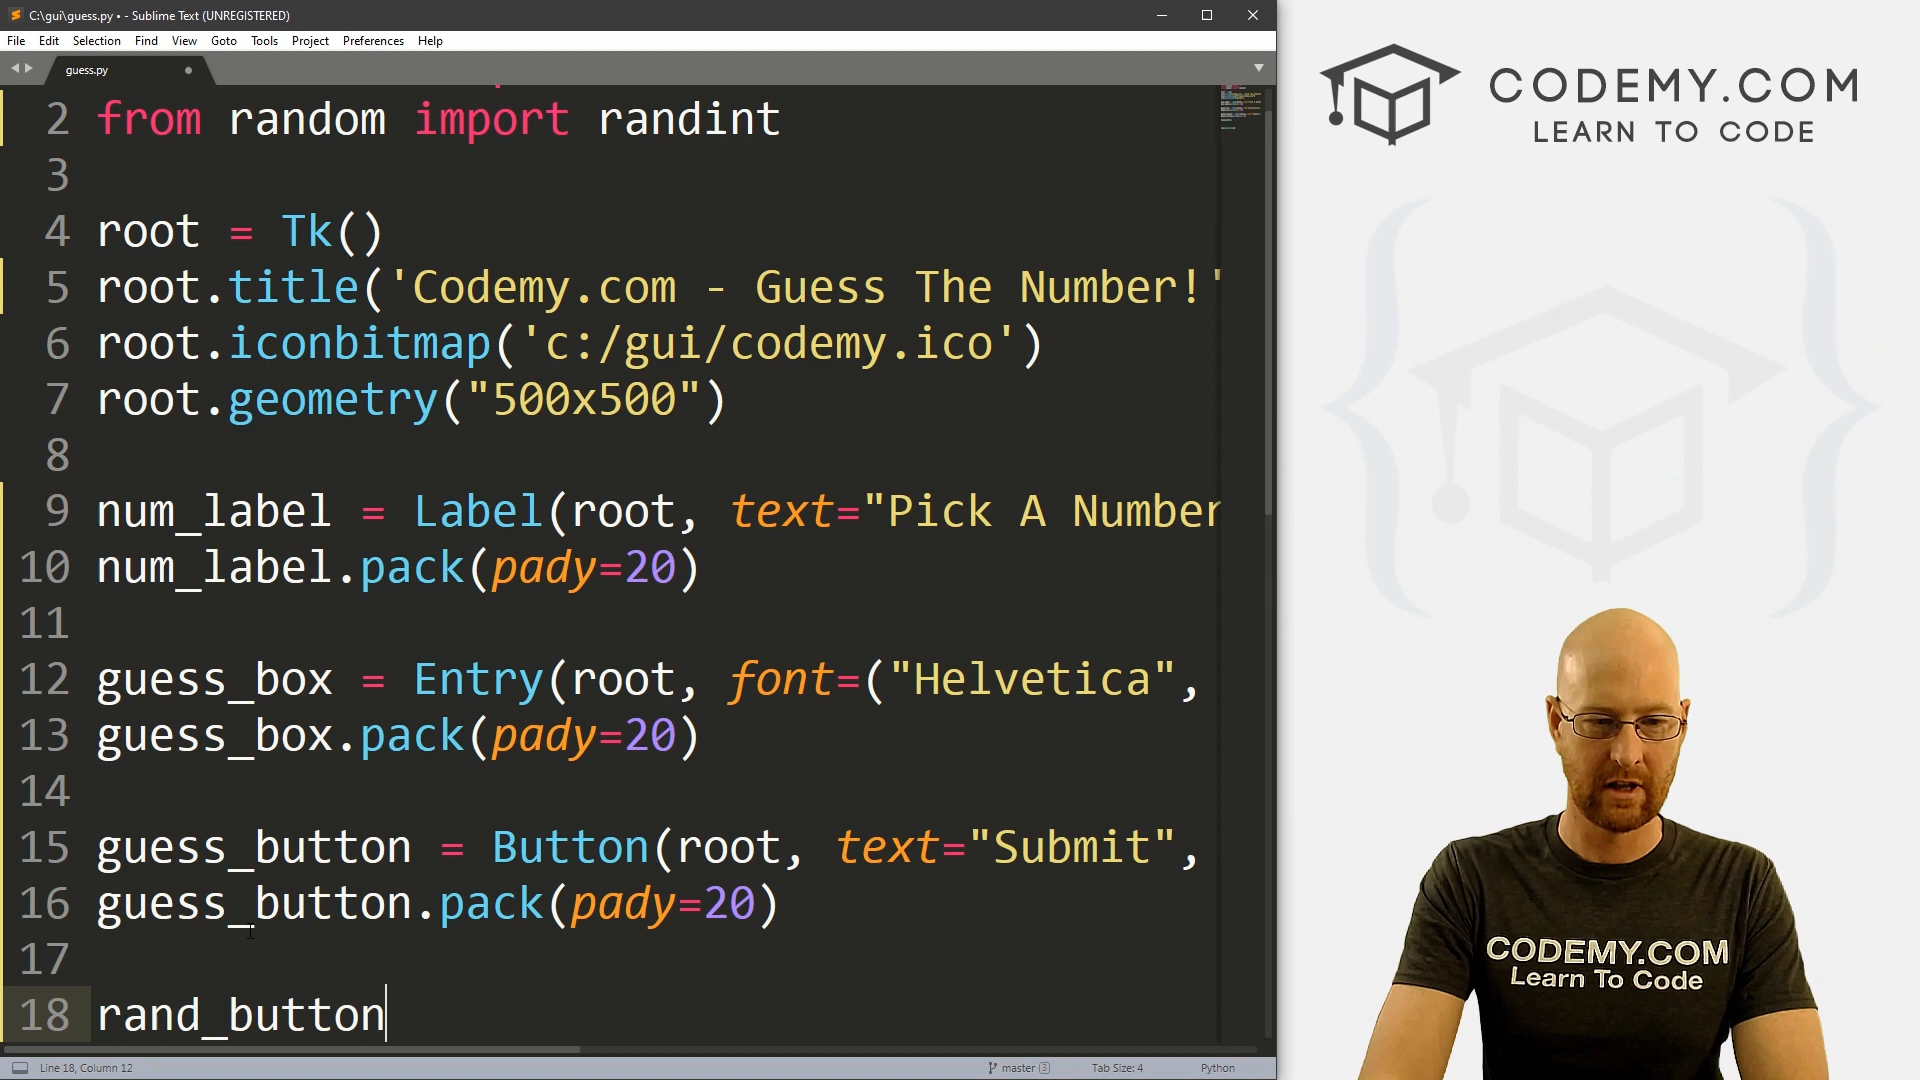 C:\gui\guess.py • - Sublime Text (UNREGISTERED)
File Edit Selection Find View Goto Tools Project Preferences Help
guess.py
2 from random import randint
3
4 root = Tk()
5 root.title('Codemy.com - Guess The Number!'
6 root.iconbitmap('c:/gui/codemy.ico')
7 root.geometry("500x500")
8
9 num_label = Label(root, text="Pick A Number
10 num_label.pack(pady=20)
11
12 guess_box = Entry(root, font=("Helvetica",
13 guess_box.pack(pady=20)
14
15 guess_button = Button(root, text="Submit",
16 guess_button.pack(pady=20)
17
18 rand_button
Line 18, Column 12
master 3
Tab Size: 4
Python
CODEMY.COM
LEARN TO CODE
CODEMY.COM
Learn To Code